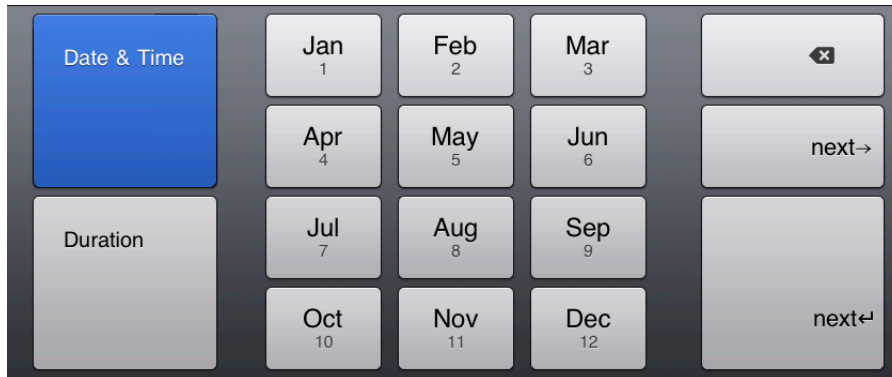 Date & Time
Jan
1
Feb
2
Mar
3
Apr
4
May
5
Jun
6
next→
Duration
Jul
7
Aug
8
Sep
9
Oct
10
Nov
11
Dec
12
next↵